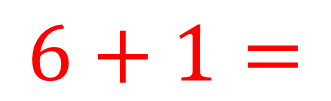 6 + 1 =